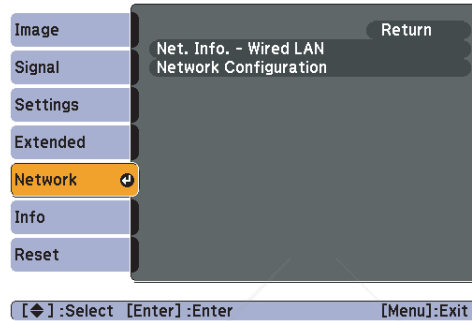 Image
Return
Net. Info. - Wired LAN
Signal
Network Configuration
Settings
Extended
Network
Info
Reset
[◆] :Select [Enter] :Enter [Menu]:Exit